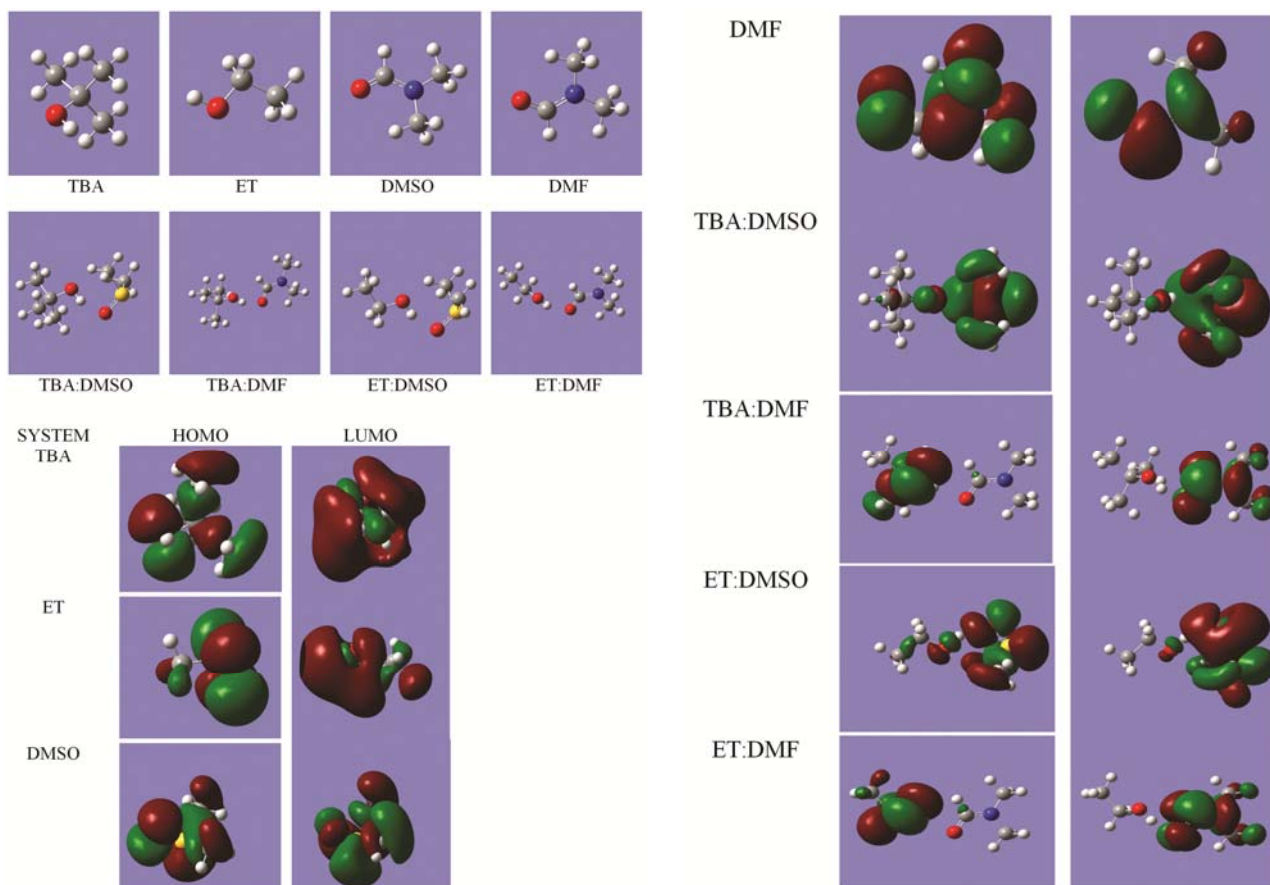 TBA ET DMSO DMF
TBA:DMSO TBA:DMF ET:DMSO ET:DMF
SYSTEM HOMO LUMO
TBA
ET
DMSO
DMF
TBA:DMSO
TBA:DMF
ET:DMSO
ET:DMF